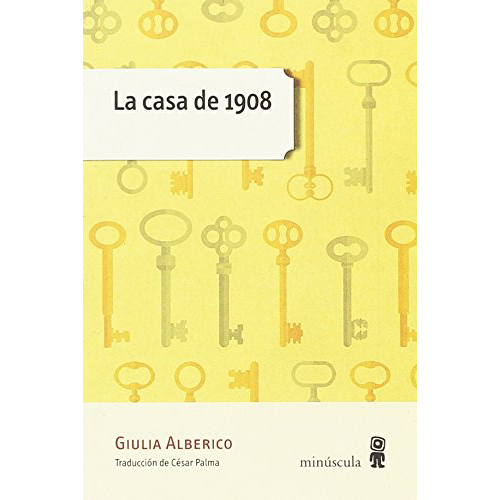 La casa de 1908
GIULIA ALBERICO
Traducción de César Palma
minúscula